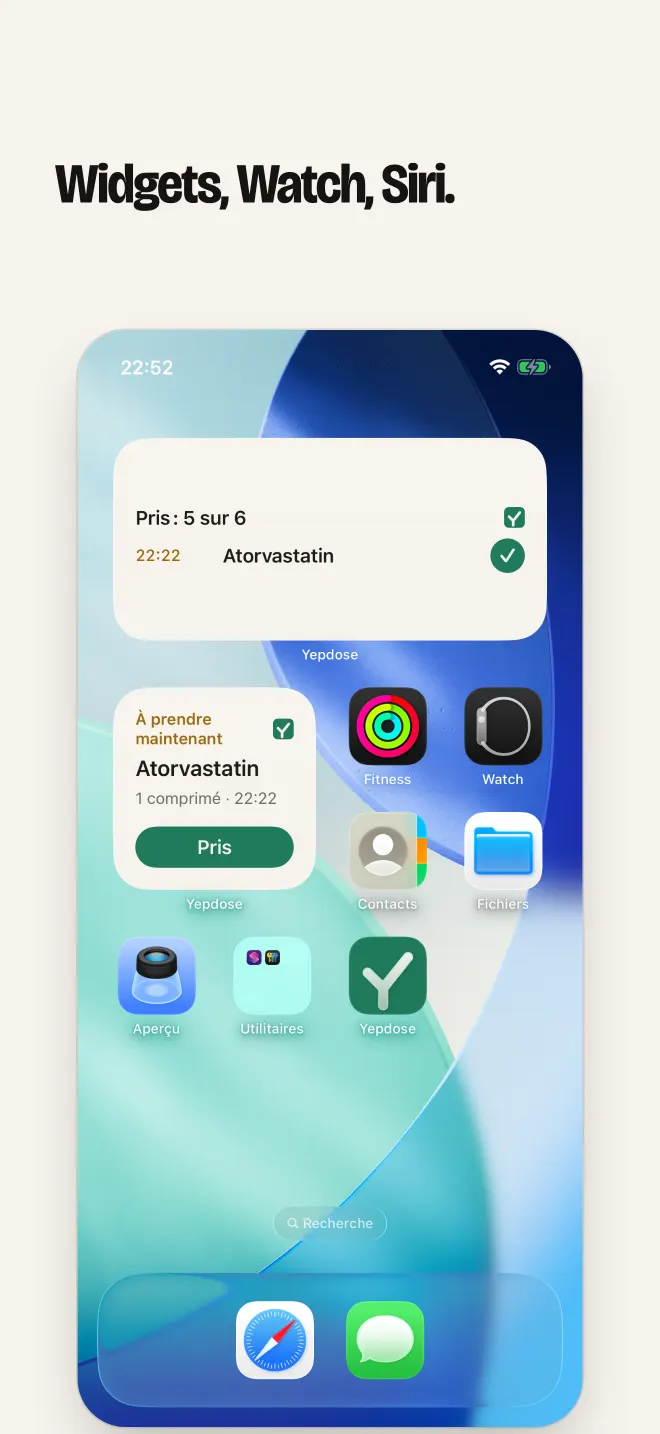 Widgets, Watch, Siri.
22:52
Pris : 5 sur 6
22:22 Atorvastatin
Yepdose
À prendre
maintenant
Atorvastatin
1 comprimé · 22:22
Pris
Yepdose
Fitness
Watch
Contacts
Fichiers
Aperçu
Utilitaires
Yepdose
Recherche